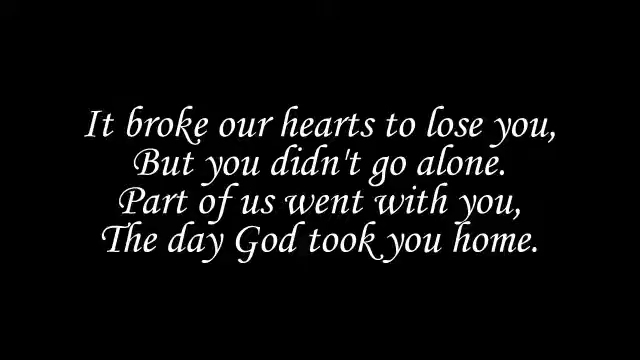 It broke our hearts to lose you,
But you didn't go alone.
Part of us went with you,
The day God took you home.